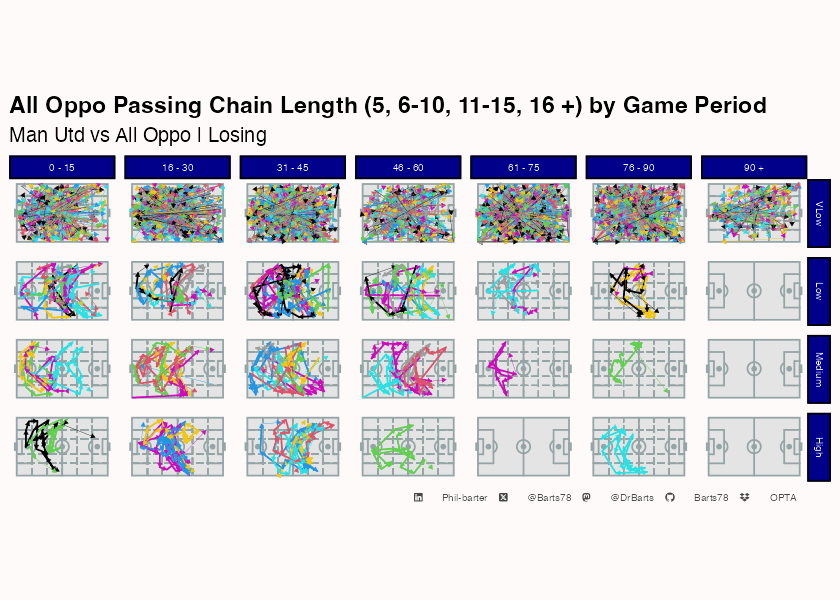 All Oppo Passing Chain Length (5, 6-10, 11-15, 16 +) by Game Period
Man Utd vs All Oppo I Losing
0 - 15 16 - 30 31 - 45 46 - 60 61 - 75 76 - 90 90 +
V Low
Low
Medium
High
Phil-barter @Barts78 @DrBarts Barts78 OPTA